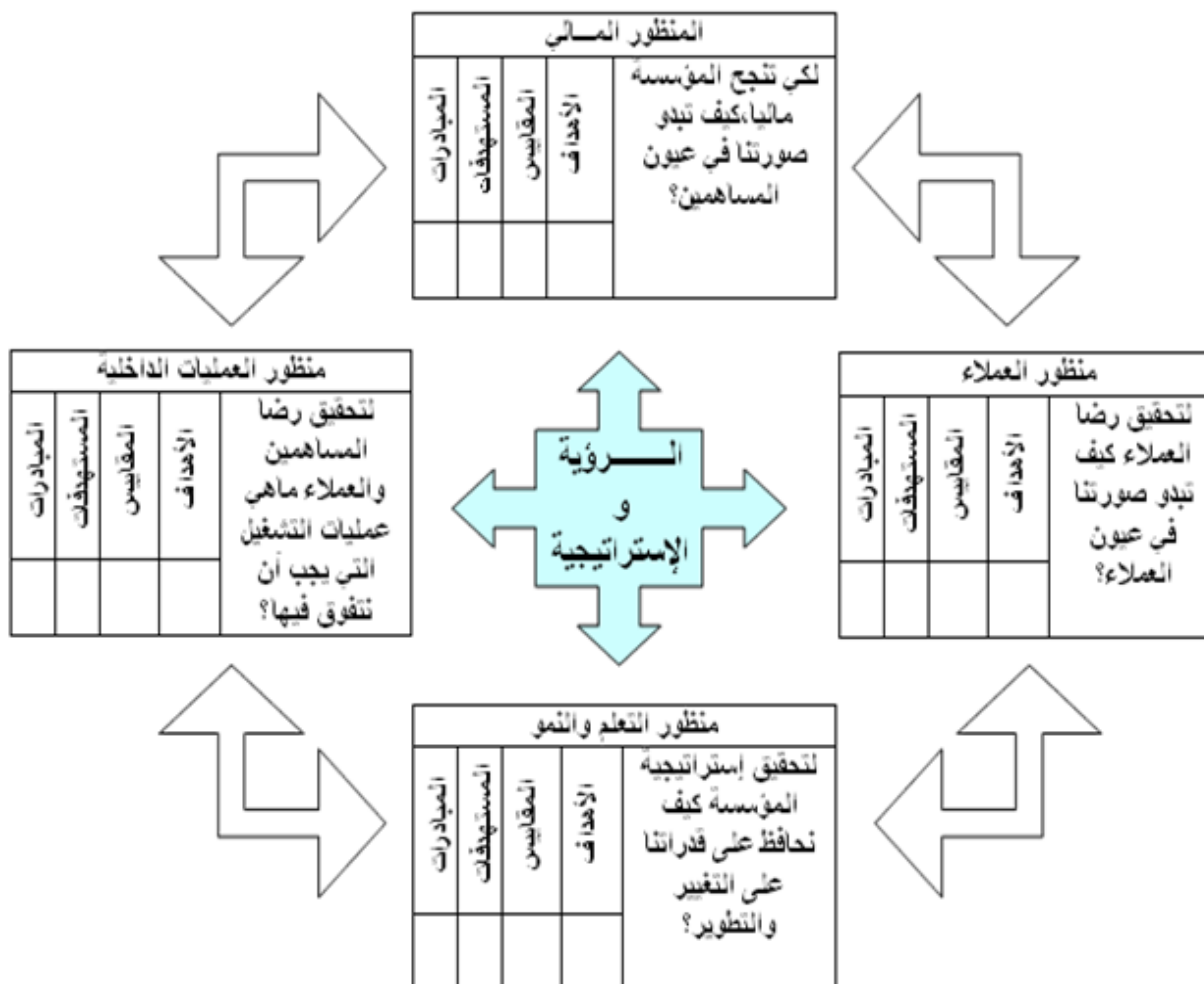 المنظور المـــالي
لكي تنجح المؤسسة
ماليا،كيف تبدو
صورتنا في عيون
المساهمين؟
الأهداف
المقاييس
المستهدفات
المبادرات
منظور العملاء
لتحقيق رضا
العملاء كيف
تبدو صورتنا
في عيون
العملاء؟
الأهداف
المقاييس
المستهدفات
المبادرات
الـــــرؤية
و
الإستراتيجية
منظور العمليات الداخلية
لتحقيق رضا
المساهمين
والعملاء ماهي
عمليات التشغيل
التي يجب أن
نتفوق فيها؟
الأهداف
المقاييس
المستهدفات
المبادرات
منظور التعلم والنمو
لتحقيق إستراتيجية
المؤسسة كيف
نحافظ على قدراتنا
على التغيير
والتطوير؟
الأهداف
المقاييس
المستهدفات
المبادرات